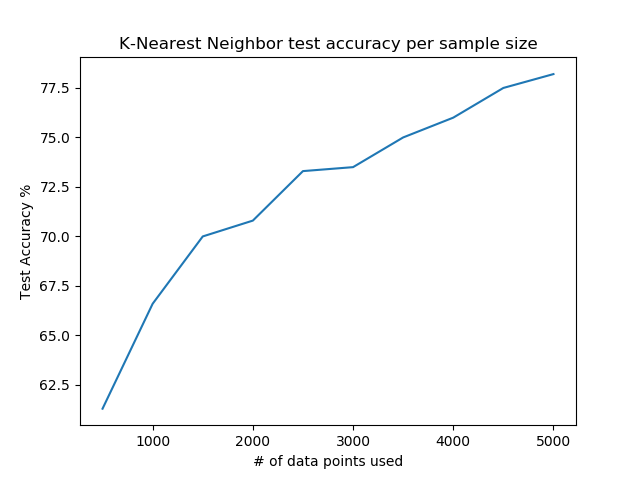 K-Nearest Neighbor test accuracy per sample size
77.5
75.0
72.5
70.0
67.5
65.0
62.5
Test Accuracy %
1000 2000 3000 4000 5000
# of data points used